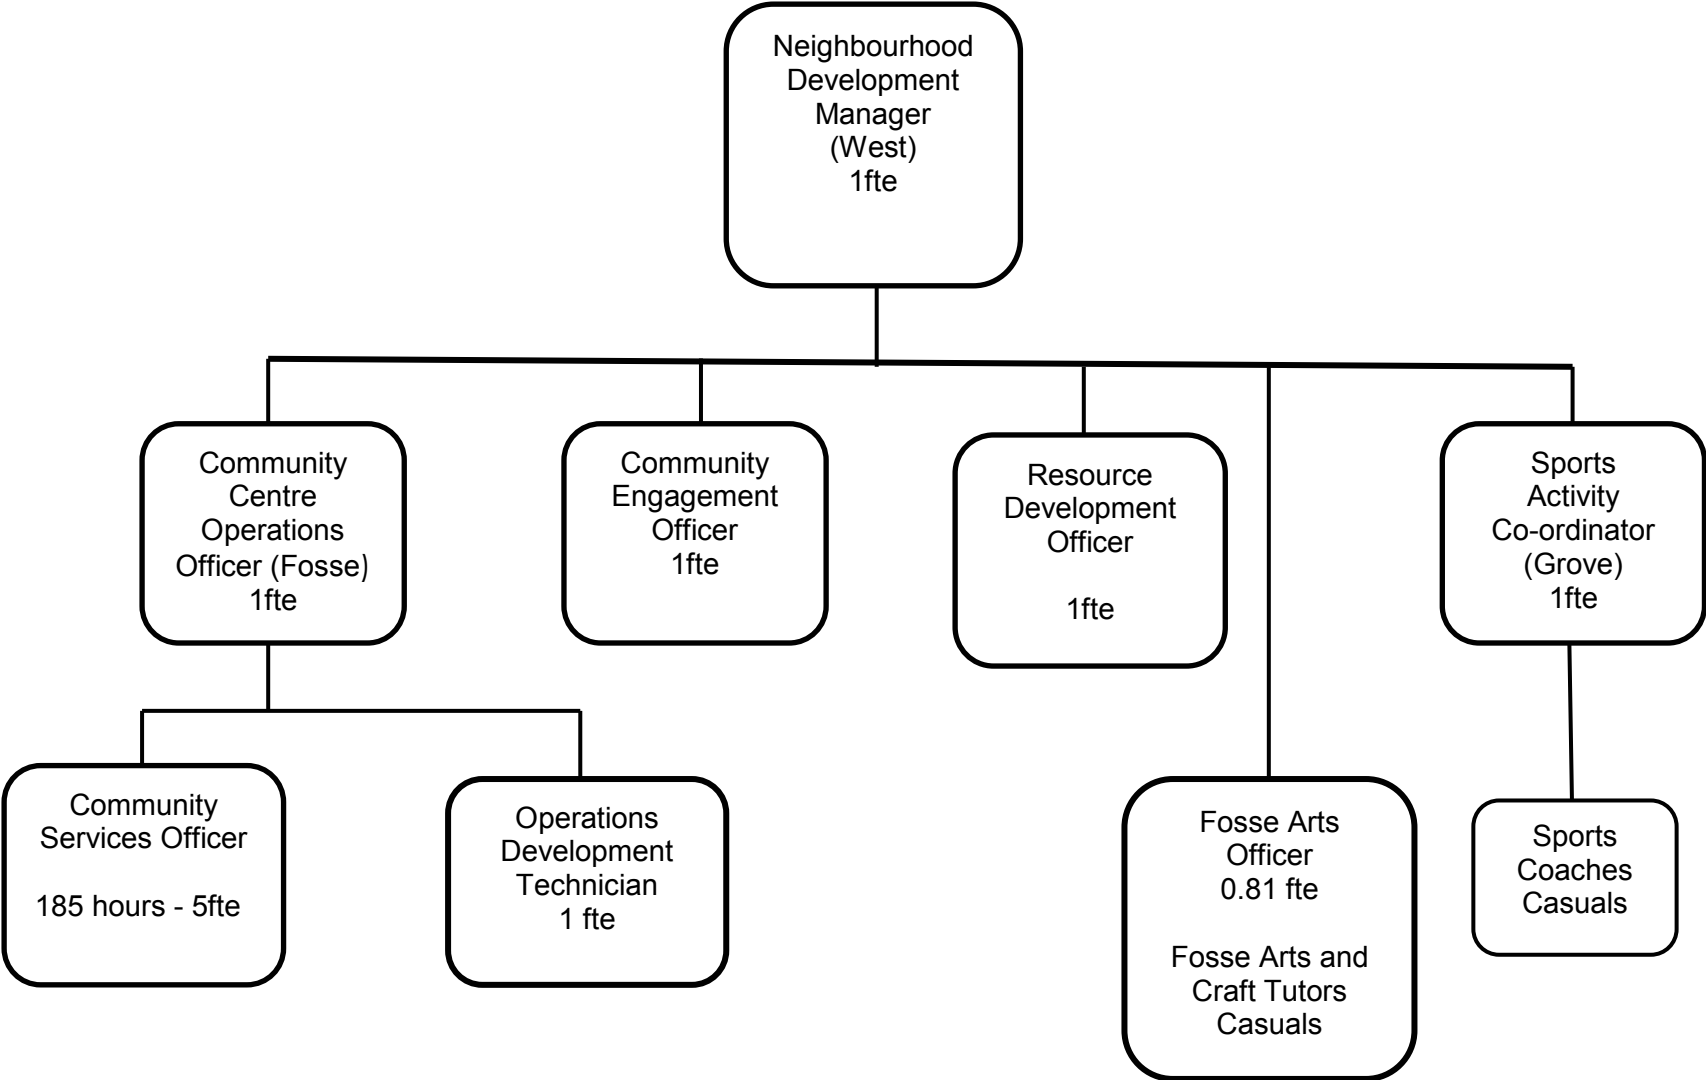 Neighbourhood
Development
Manager
(West)
1fte
Community
Centre
Operations
Officer (Fosse)
1fte
Community
Engagement
Officer
1fte
Resource
Development
Officer
1fte
Sports
Activity
Co-ordinator
(Grove)
1fte
Community
Services Officer
185 hours - 5fte
Operations
Development
Technician
1 fte
Fosse Arts
Officer
0.81 fte
Fosse Arts and
Craft Tutors
Casuals
Sports
Coaches
Casuals